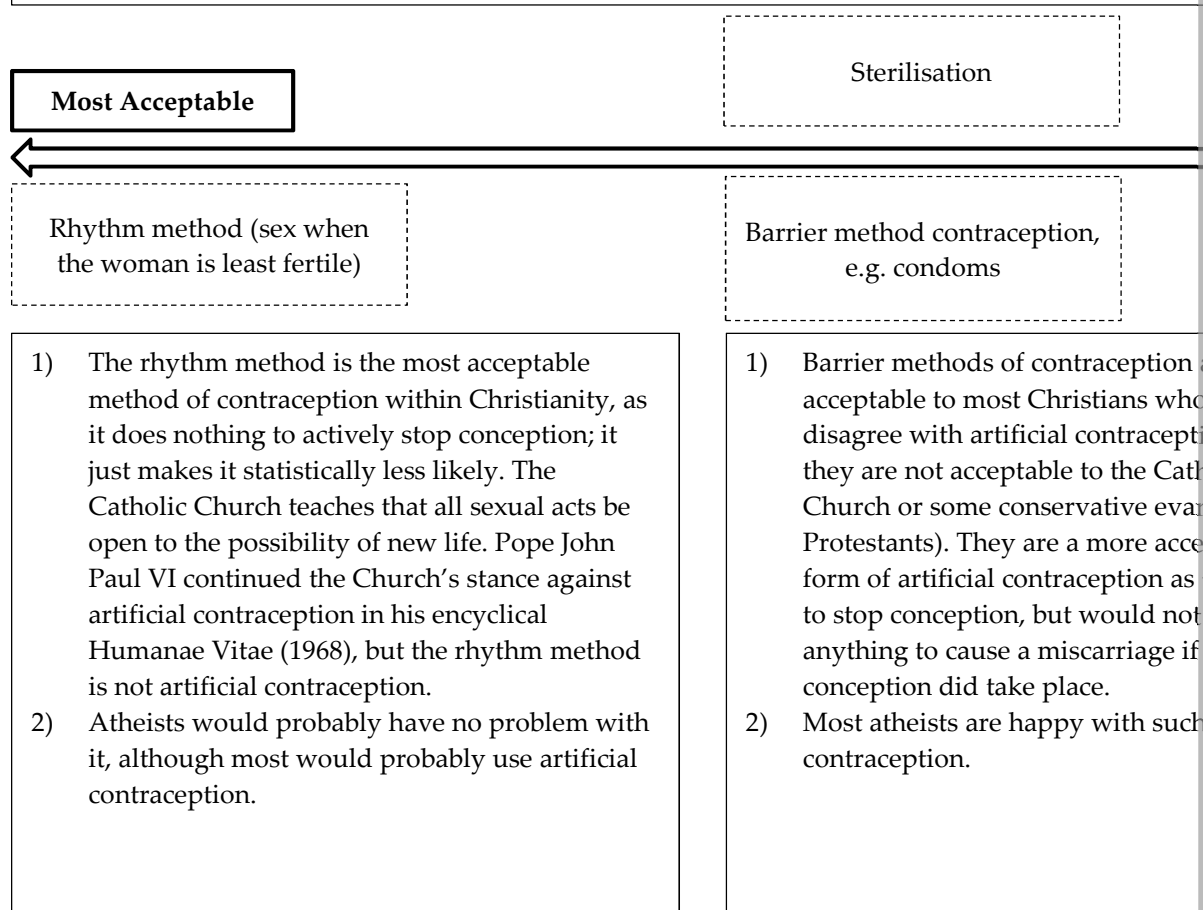 Sterilisation
Most Acceptable
Rhythm method (sex when
the woman is least fertile)
Barrier method contraception,
e.g. condoms
1) The rhythm method is the most acceptable
method of contraception within Christianity, as
it does nothing to actively stop conception; it
just makes it statistically less likely. The
Catholic Church teaches that all sexual acts be
open to the possibility of new life. Pope John
Paul VI continued the Church's stance against
artificial contraception in his encyclical
Humanae Vitae (1968), but the rhythm method
is not artificial contraception.
2) Atheists would probably have no problem with
it, although most would probably use artificial
contraception.
1) Barrier methods of contraception
acceptable to most Christians
disagree with artificial
they are not acceptable to the
Church or some conservative
Protestants). They are a more
form of artificial contraception as
to stop conception, but would not
anything to cause a miscarriage if
conception did take place.
2) Most atheists are happy with
contraception.